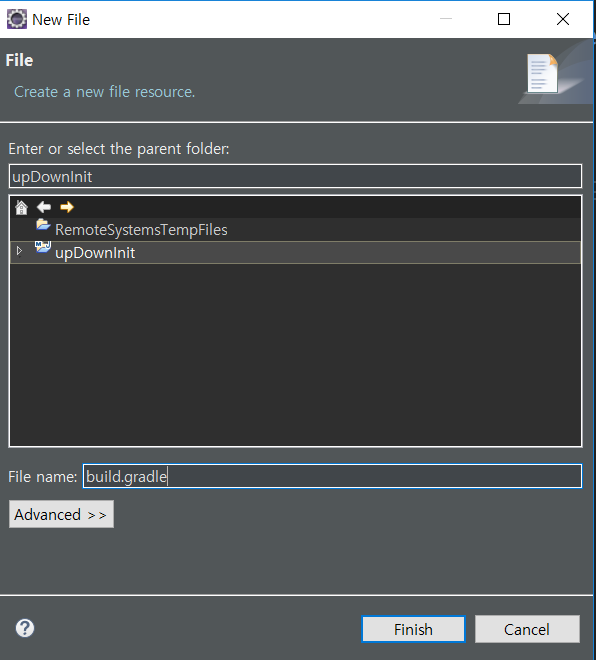 New File
File
Create a new file resource.
Enter or select the parent folder:
upDownInit
RemoteSystemsTempFiles
upDownInit
File name: build.gradle
Advanced >>
Finish Cancel